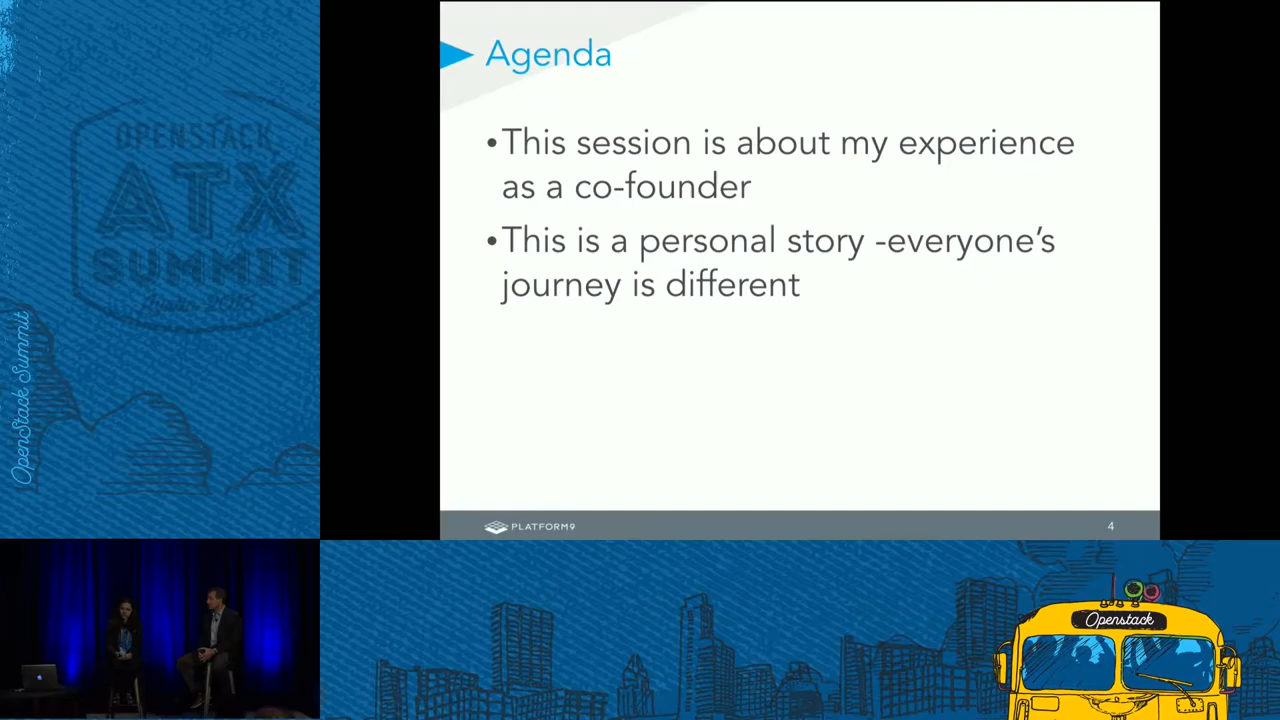 Agenda
•This session is about my experience
as a co-founder
•This is a personal story -everyone's
journey is different
PLATFORM9
4
OPENSTACK
ATX
SUMMIT
OpenStack Summit
Openstack